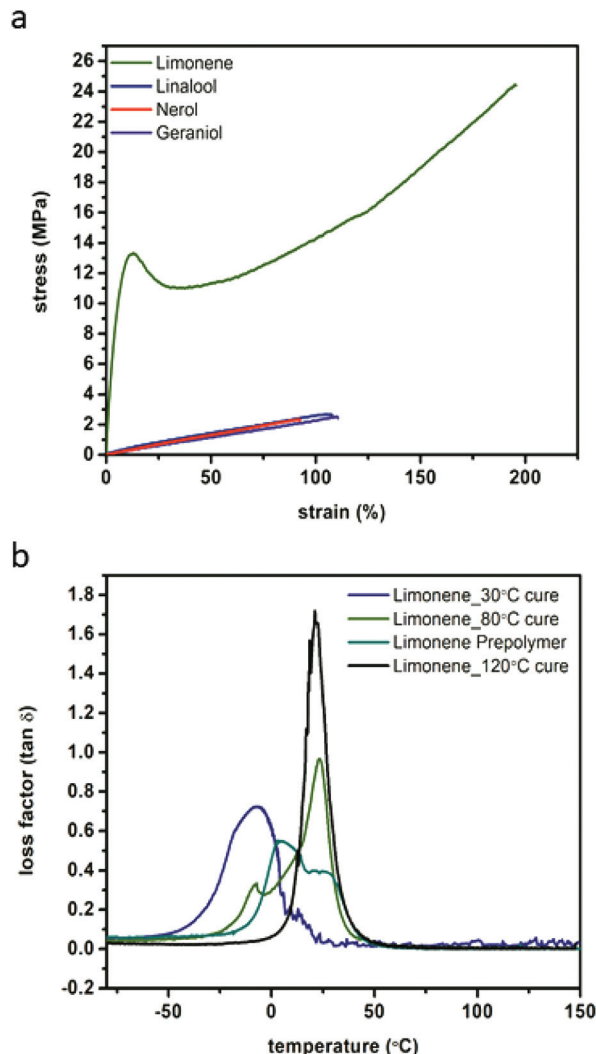 a
Limonene
Linalool
Nerol
Geraniol
26
24
22
20
18
16
14
12
10
8
6
4
2
0
stress (MPa)
0 50 100 150 200
strain (%)
b
Limonene_30°C cure
Limonene_80°C cure
Limonene Prepolymer
Limonene_120°C cure
1.8
1.6
1.4
1.2
1.0
0.8
0.6
0.4
0.2
0.0
-0.2
loss factor (tan δ)
-50 0 50 100 150
temperature (°C)